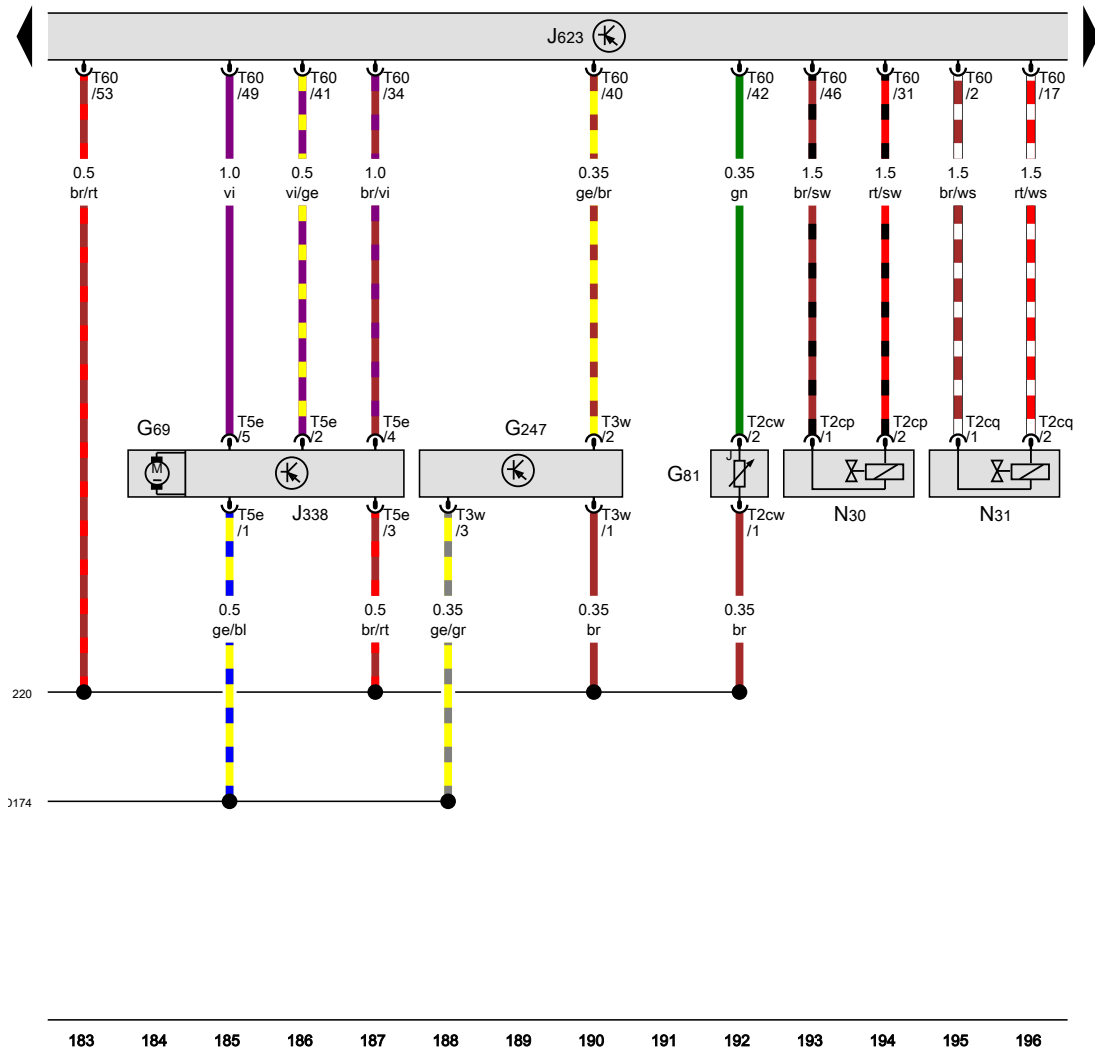 J623
T60 T60 T60 T60 T60 T60 T60 T60 T60 T60
/53 /49 /41 /34 /40 /42 /46 /31 /2 /17
0.5 1.0 0.5 1.0 0.35 0.35 1.5 1.5 1.5 1.5
br/rt vi vi/ge br/vi ge/br gn br/sw rt/sw br/ws rt/ws
G69 T5e T5e T5e G247 T3w T2cw T2cp T2cp T2cq T2cq
/5 /2 /4 /2 /2 /1 /2 /1 /2
M J
G81
J338 N30 N31
T5e T5e T3w T3w T2cw
/1 /3 /3 /1 /1
0.5 0.5 0.35 0.35 0.35
ge/bl br/rt ge/gr br br
220
0174
183 184 185 186 187 188 189 190 191 192 193 194 195 196